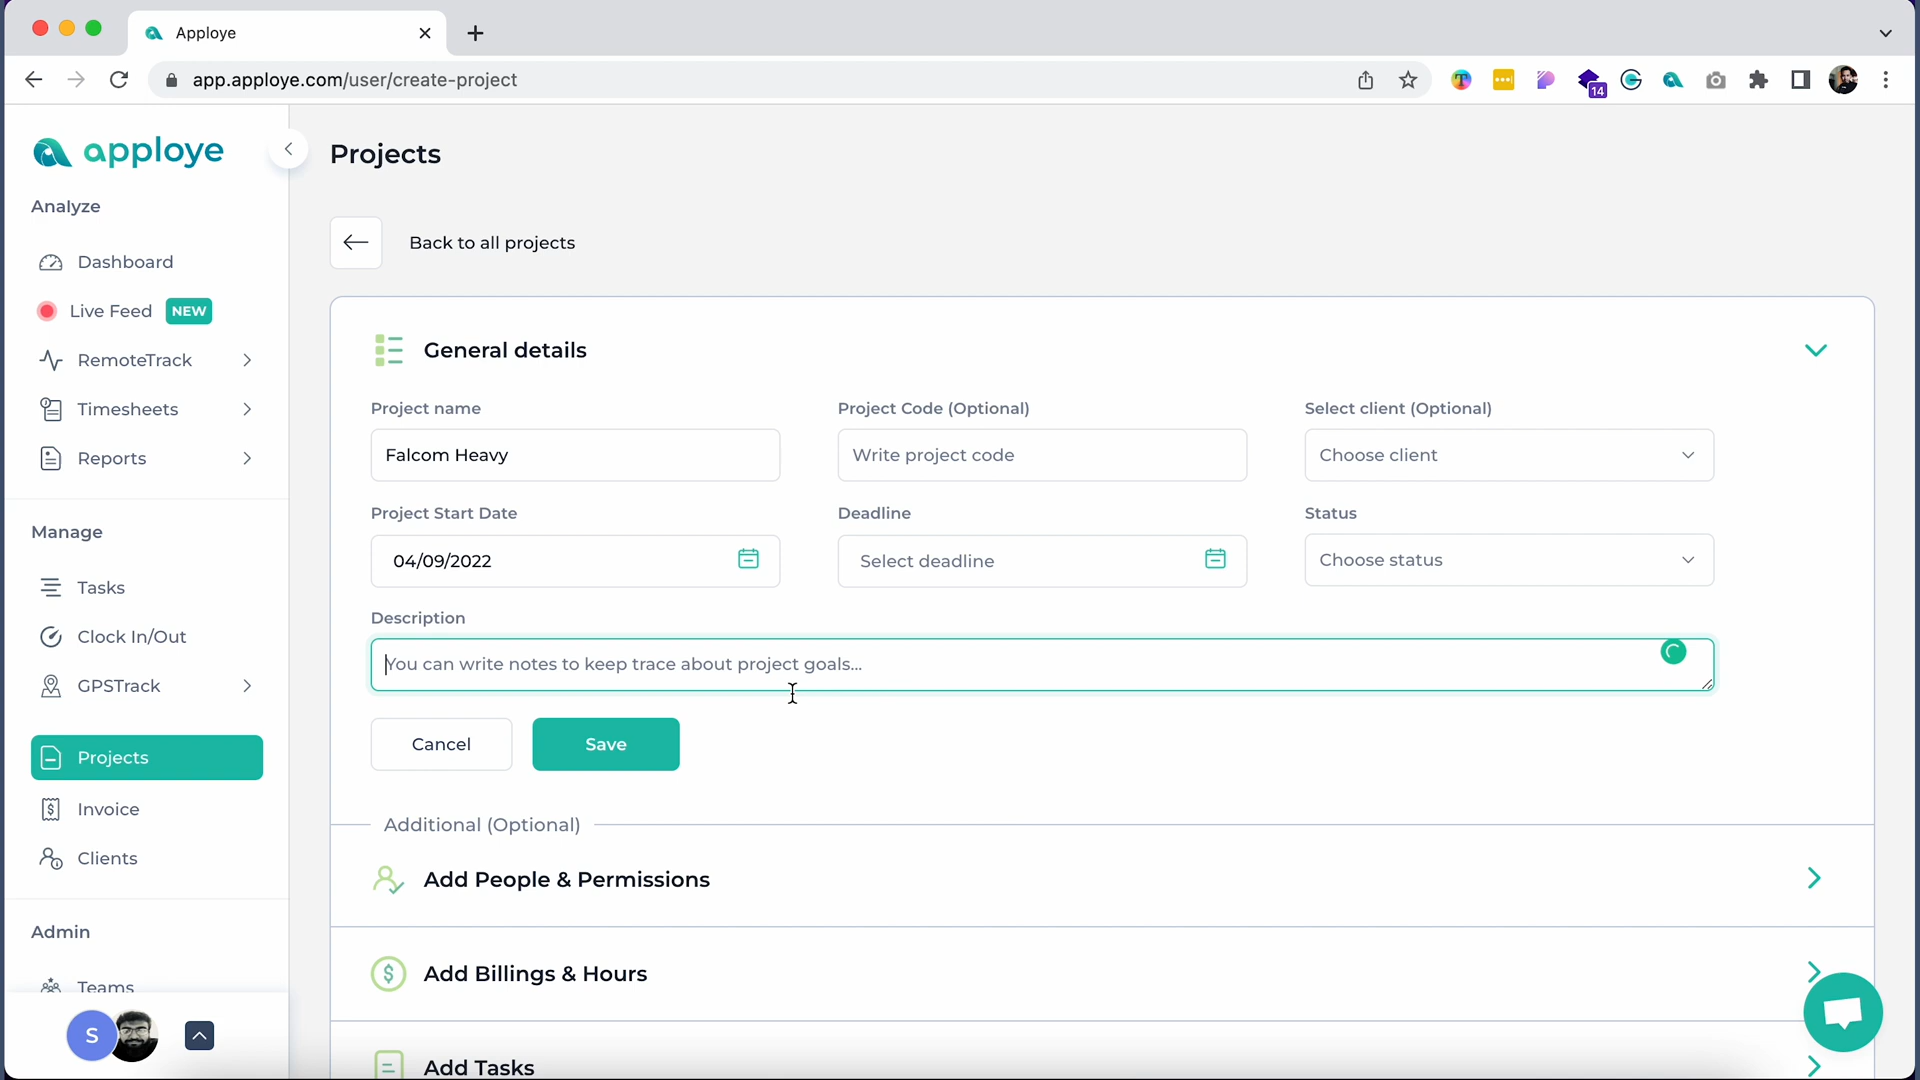 Apploye
app.apploye.com/user/create-project
14
apploye
Analyze
Dashboard
Live Feed NEW
RemoteTrack
Timesheets
Reports
Manage
Tasks
Clock In/Out
GPSTrack
Projects
Invoice
Clients
Admin
Teams
S
Projects
Back to all projects
General details
Project name
Project Code (Optional)
Select client (Optional)
Falcom Heavy
Write project code
Choose client
Project Start Date
Deadline
Status
04/09/2022
Select deadline
Choose status
Description
You can write notes to keep trace about project goals...
Cancel
Save
Additional (Optional)
Add People & Permissions
$ Add Billings & Hours
Add Tasks